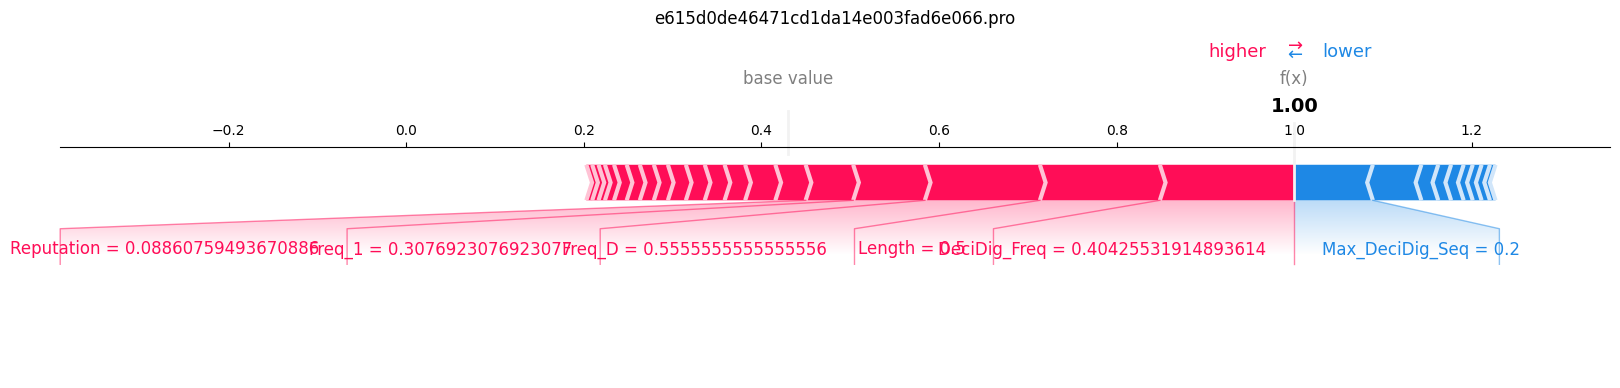 e615d0de46471cd1da14e003fad6e066.pro
higher ⇄ lower
base value f(x)
1.00
−0.2 0.0 0.2 0.4 0.6 0.8 1 0 1.2
Reputation = 0.08860759493670886 Freq_1 = 0.3076923076923077 Freq_D = 0.5555555555555556 Length = 0.5 DeciDig_Freq = 0.40425531914893614 Max_DeciDig_Seq = 0.2